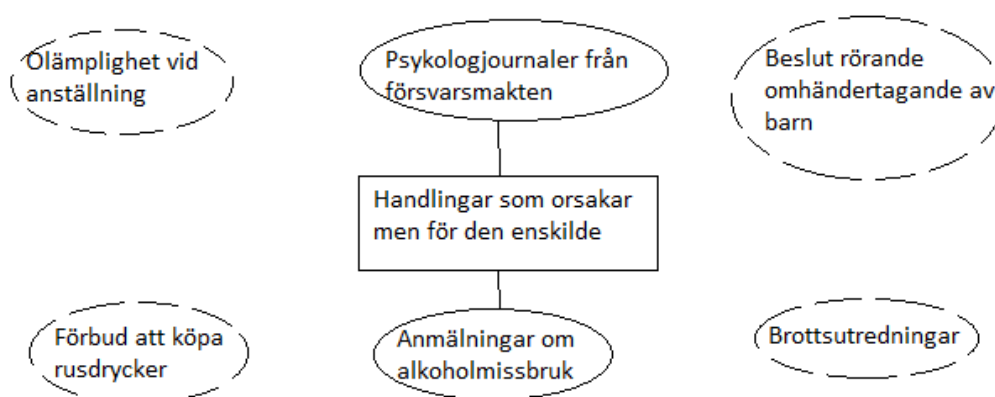 Olämplighet vid
anställning
Psykologjournaler från
försvarsmakten
Beslut rörande
omhändertagande av
barn
Handlingar som orsakar
men för den enskilde
Förbud att köpa
rusdrycker
Anmälningar om
alkoholmissbruk
Brottsutredningar